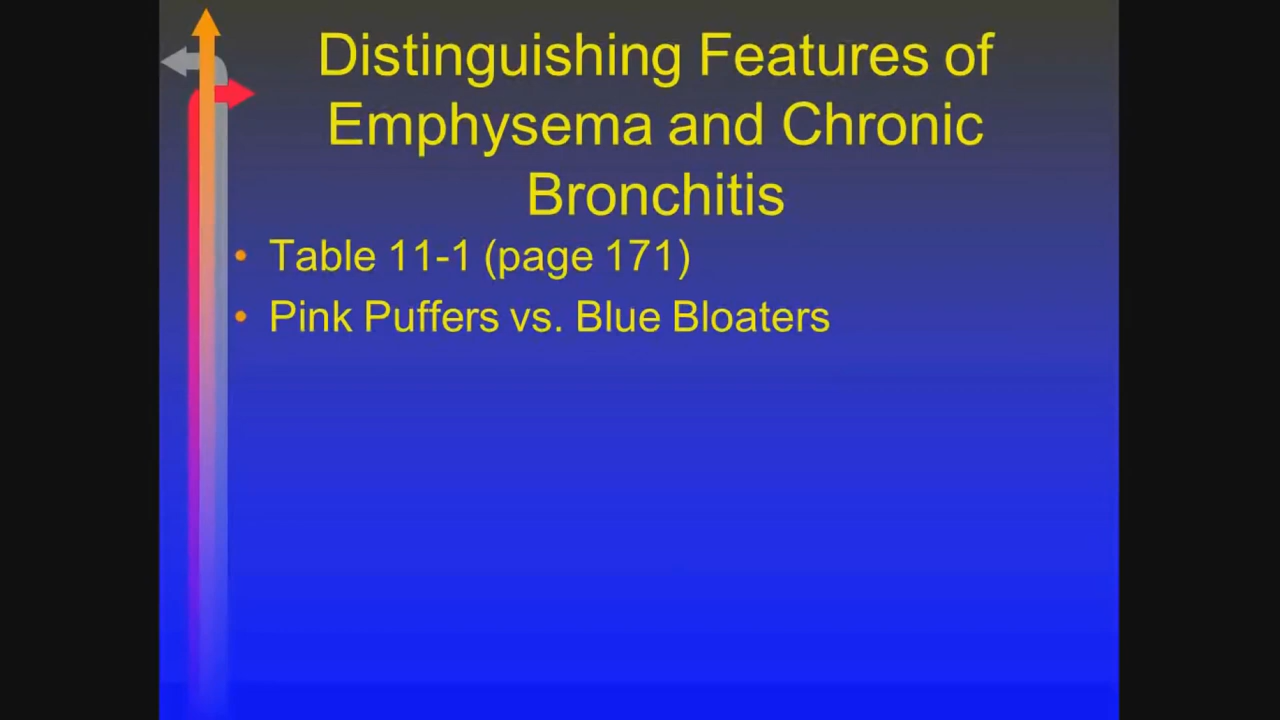 Distinguishing Features of
Emphysema and Chronic
Bronchitis
• Table 11-1 (page 171)
• Pink Puffers vs. Blue Bloaters